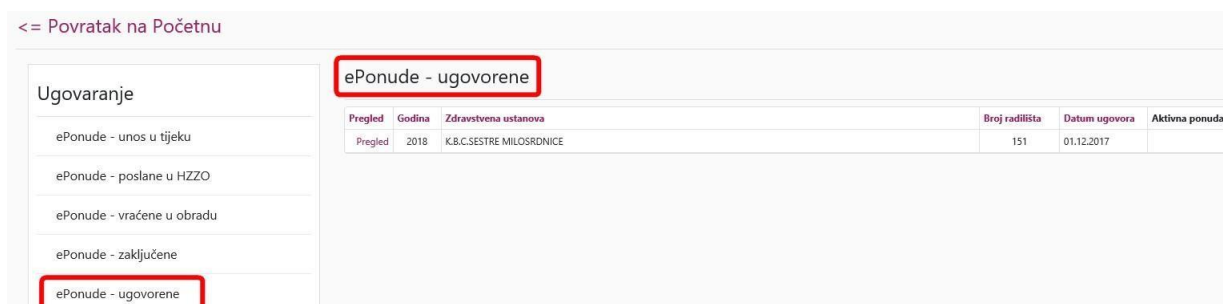 <= Povratak na Početnu
Ugovaranje
ePonude - unos u tijeku
ePonude - poslane u HZZO
ePonude - vraćene u obradu
ePonude - zaključene
ePonude - ugovorene
ePonude - ugovorene
Pregled Godina Zdravstvena ustanova Broj radilišta Datum ugovora Aktivna ponuda
Pregled 2018 K.B.C.SESTRE MILOSRDNICE 151 01.12.2017